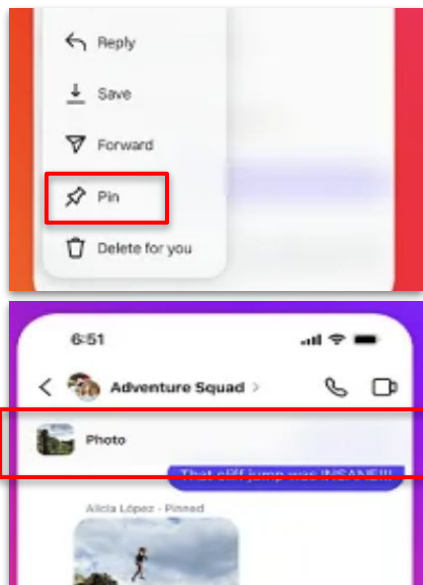 Reply
Save
Forward
Pin
Delete for you
6:51
Adventure Squad >
Photo
That cliff jump was INSANE!!!
Alicia López - Pinned